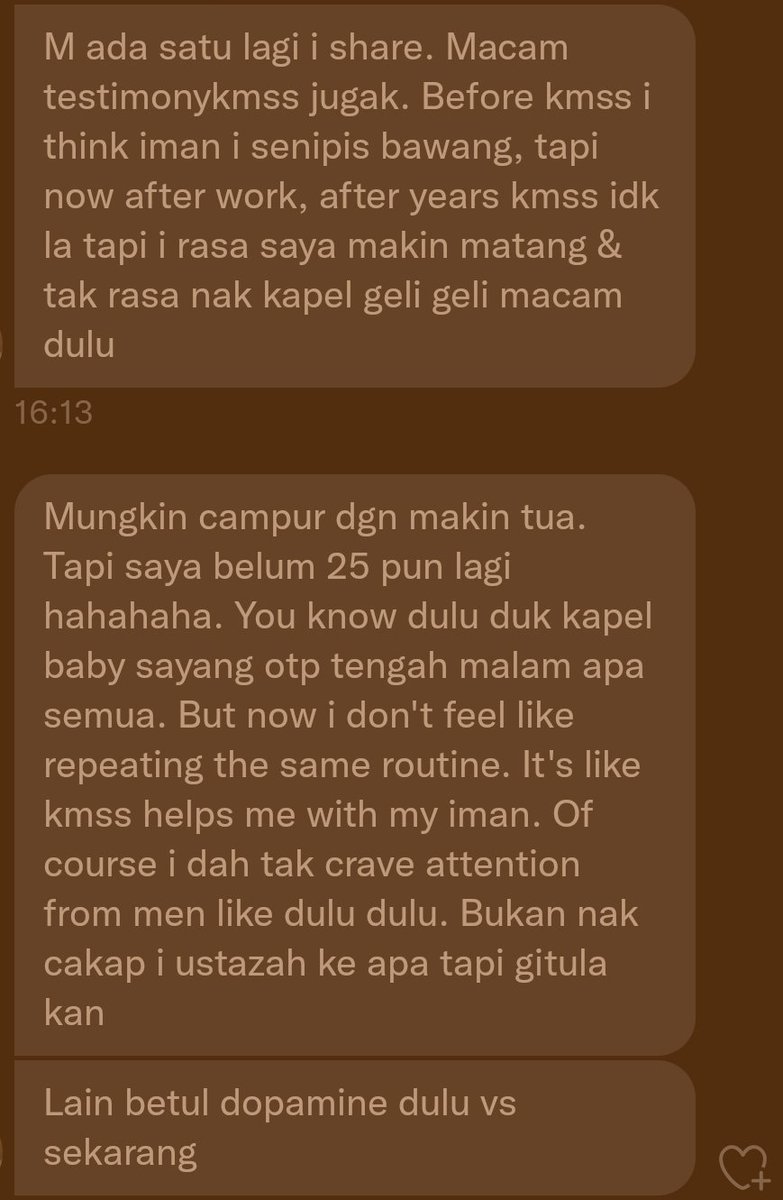 M ada satu lagi i share. Macam
testimonykmss jugak. Before kmss i
think iman i senipis bawang, tapi
now after work, after years kmss idk
la tapi i rasa saya makin matang &
tak rasa nak kapel geli geli macam
dulu
16:13
Mungkin campur dgn makin tua.
Tapi saya belum 25 pun lagi
hahahaha. You know dulu duk kapel
baby sayang otp tengah malam apa
semua. But now i don't feel like
repeating the same routine. It's like
kmss helps me with my iman. Of
course i dah tak crave attention
from men like dulu dulu. Bukan nak
cakap i ustazah ke apa tapi gitula
kan
Lain betul dopamine dulu vs
sekarang